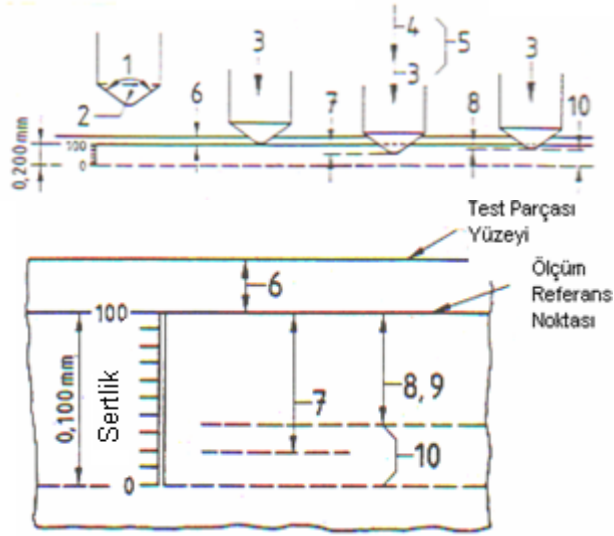 4
3
5
3
1
3
2
6
7
8
10
0,200 mm
100
0
Test Parçası
Yüzeyi
Ölçüm
Referans
Noktası
6
100
0,100 mm
Sertlik
7
8, 9
10
0